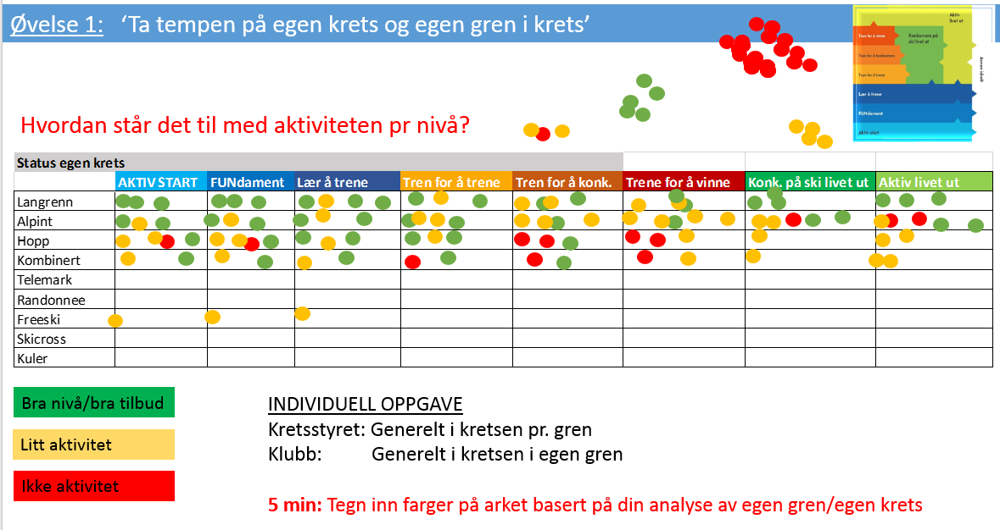 Øvelse 1: ‘Ta tempen på egen krets og egen gren i krets’
Aktiv
livet ut
Tren for å vinne
Konkurrere på
ski livet ut
Tren for å konkurrere
Tren for å trene
Lær å trene
FUNdament
Aktiv start
Annen idrett
Hvordan står det til med aktiviteten pr nivå?
Status egen krets
AKTIV START FUNdament Lær å trene Tren for å trene Tren for å konk. Trene for å vinne Konk. på ski livet ut Aktiv livet ut
Langrenn
Alpint
Hopp
Kombinert
Telemark
Randonnee
Freeski
Skicross
Kuler
Bra nivå/bra tilbud
Litt aktivitet
Ikke aktivitet
INDIVIDUELL OPPGAVE
Kretsstyret: Generelt i kretsen pr. gren
Klubb: Generelt i kretsen i egen gren
5 min: Tegn inn farger på arket basert på din analyse av egen gren/egen krets